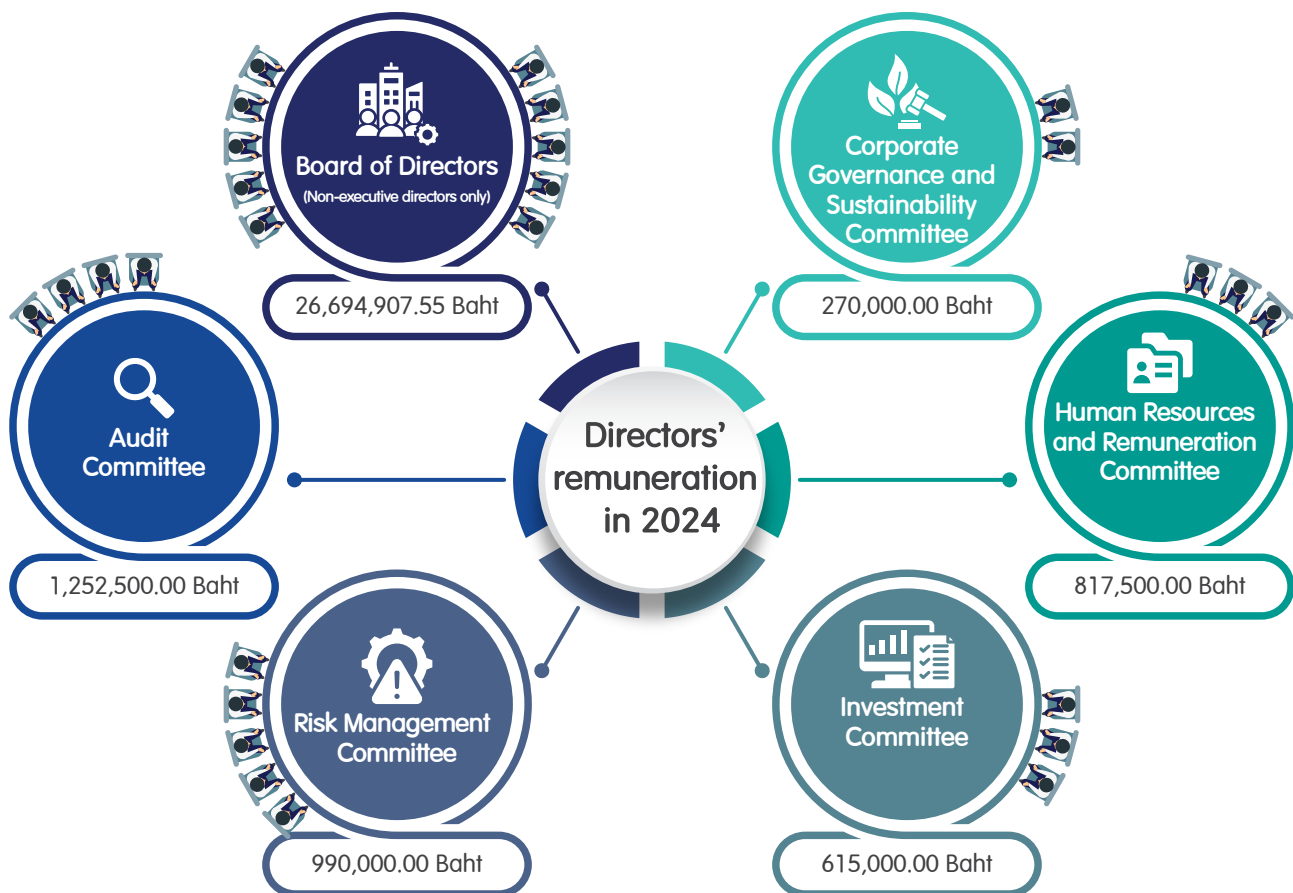 Board of Directors
(Non-executive directors only)
26,694,907.55 Baht
Corporate
Governance and
Sustainability
Committee
270,000.00 Baht
Audit
Committee
1,252,500.00 Baht
Directors'
remuneration
in 2024
Human Resources
and Remuneration
Committee
817,500.00 Baht
Risk Management
Committee
990,000.00 Baht
Investment
Committee
615,000.00 Baht